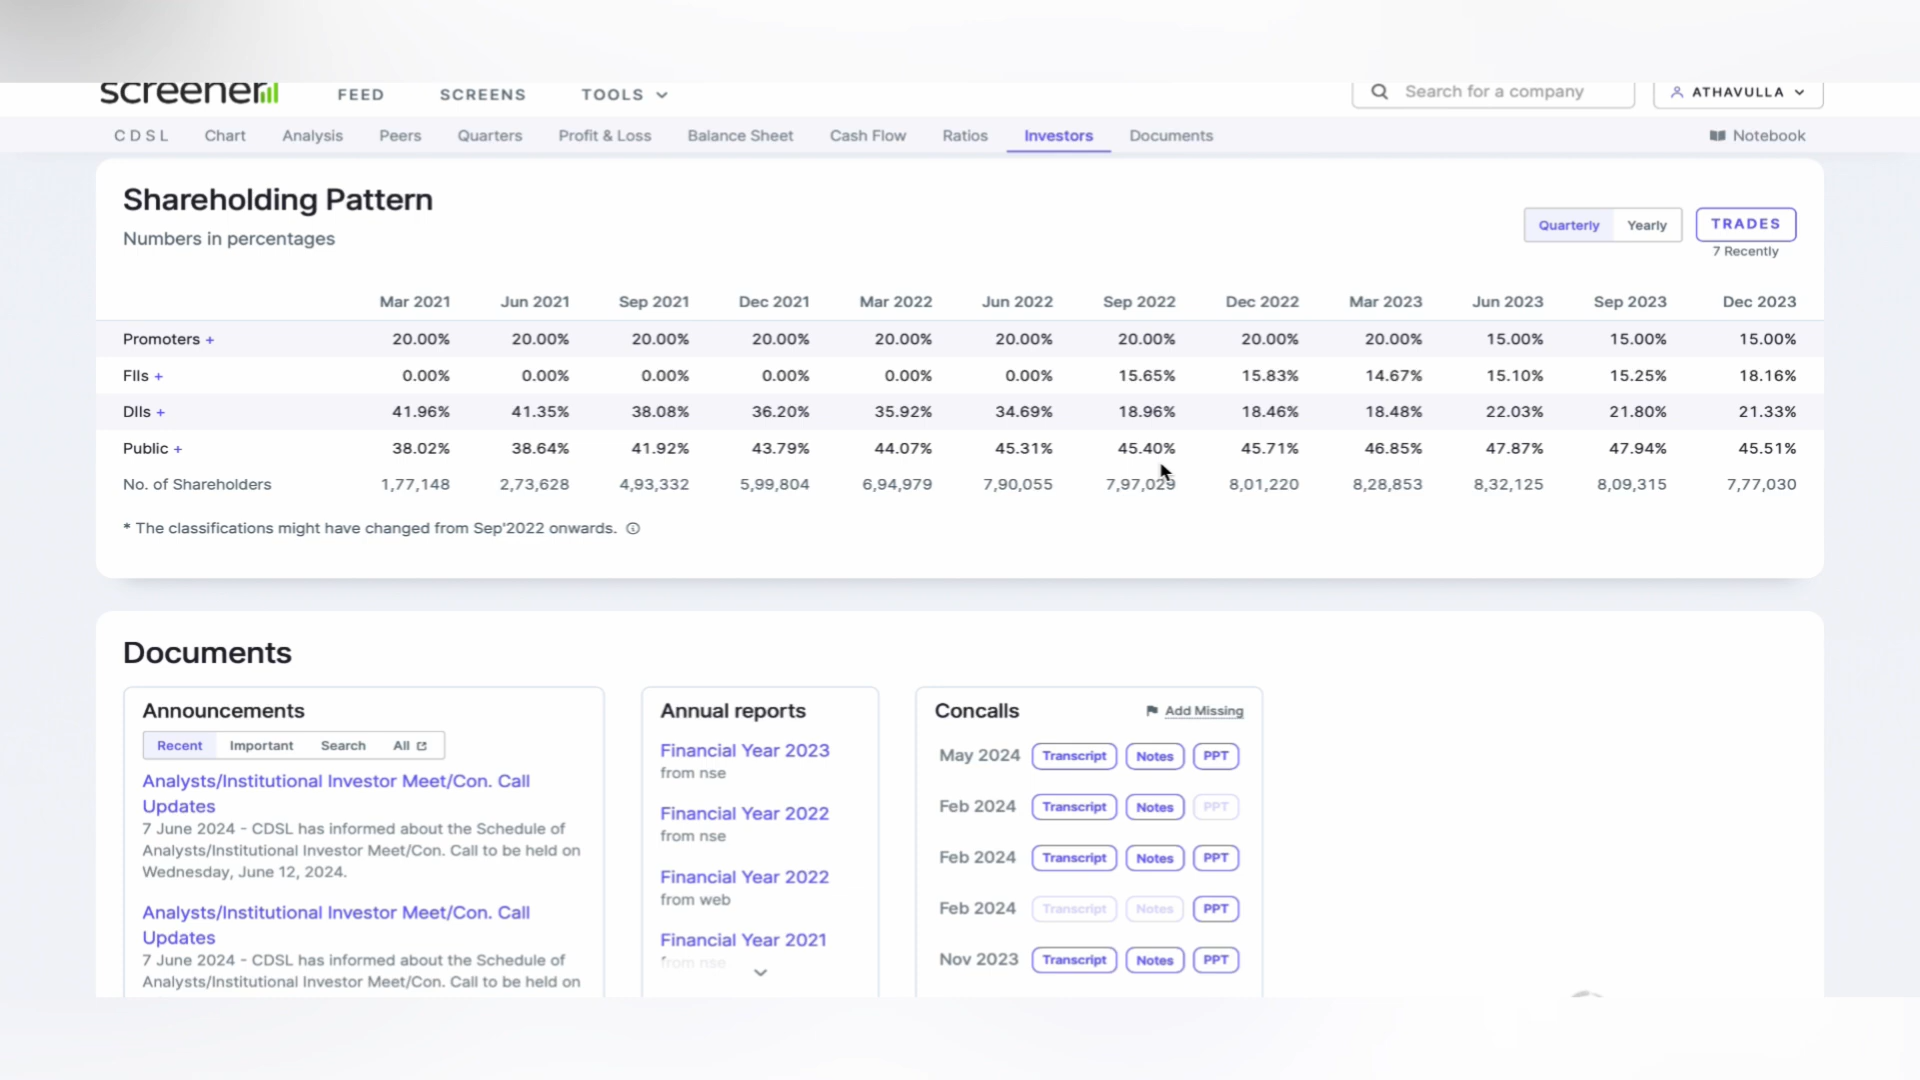 screener FEED SCREENS TOOLS Search for a company ATHAVULLA
C D S L Chart Analysis Peers Quarters Profit & Loss Balance Sheet Cash Flow Ratios Investors Documents Notebook
Shareholding Pattern
Numbers in percentages
Quarterly Yearly TRADES
7 Recently
Mar 2021 Jun 2021 Sep 2021 Dec 2021 Mar 2022 Jun 2022 Sep 2022 Dec 2022 Mar 2023 Jun 2023 Sep 2023 Dec 2023
Promoters + 20.00% 20.00% 20.00% 20.00% 20.00% 20.00% 20.00% 20.00% 20.00% 15.00% 15.00% 15.00%
FIIs + 0.00% 0.00% 0.00% 0.00% 0.00% 0.00% 15.65% 15.83% 14.67% 15.10% 15.25% 18.16%
DIIs + 41.96% 41.35% 38.08% 36.20% 35.92% 34.69% 18.96% 18.46% 18.48% 22.03% 21.80% 21.33%
Public + 38.02% 38.64% 41.92% 43.79% 44.07% 45.31% 45.40% 45.71% 46.85% 47.87% 47.94% 45.51%
No. of Shareholders 1,77,148 2,73,628 4,93,332 5,99,804 6,94,979 7,90,055 7,97,029 8,01,220 8,28,853 8,32,125 8,09,315 7,77,030
* The classifications might have changed from Sep'2022 onwards.
Documents
Announcements
Recent Important Search All
Analysts/Institutional Investor Meet/Con. Call
Updates
7 June 2024 - CDSL has informed about the Schedule of
Analysts/Institutional Investor Meet/Con. Call to be held on
Wednesday, June 12, 2024.
Analysts/Institutional Investor Meet/Con. Call
Updates
7 June 2024 - CDSL has informed about the Schedule of
Analysts/Institutional Investor Meet/Con. Call to be held on
Annual reports
Financial Year 2023
from nse
Financial Year 2022
from nse
Financial Year 2022
from web
Financial Year 2021
from nse
Concalls Add Missing
May 2024 Transcript Notes PPT
Feb 2024 Transcript Notes PPT
Feb 2024 Transcript Notes PPT
Feb 2024 Transcript Notes PPT
Nov 2023 Transcript Notes PPT